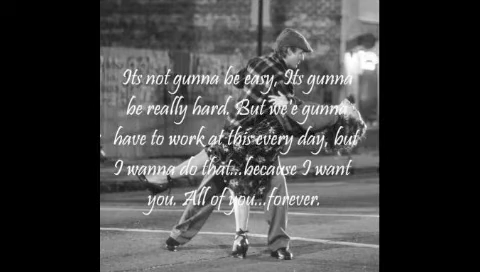 Its not gunna be easy, Its gunna
be really hard. But we'e gunna
have to work at this every day, but
I wanna do that...because I want
you. All of you...forever.